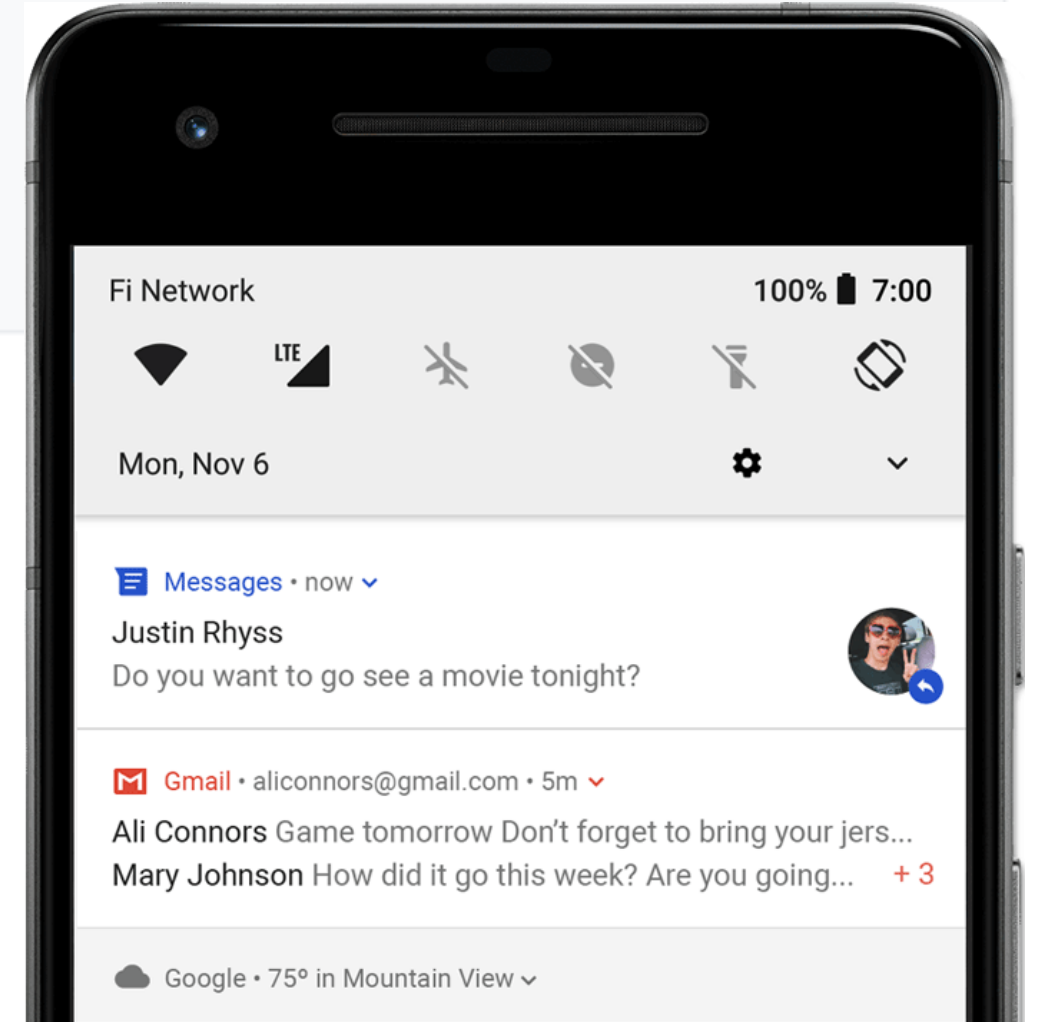 Fi Network 100% 7:00
LTE
Mon, Nov 6
Messages • now
Justin Rhyss
Do you want to go see a movie tonight?
Gmail • aliconnors@gmail.com • 5m
Ali Connors Game tomorrow Don’t forget to bring your jers...
Mary Johnson How did it go this week? Are you going... + 3
Google • 75º in Mountain View